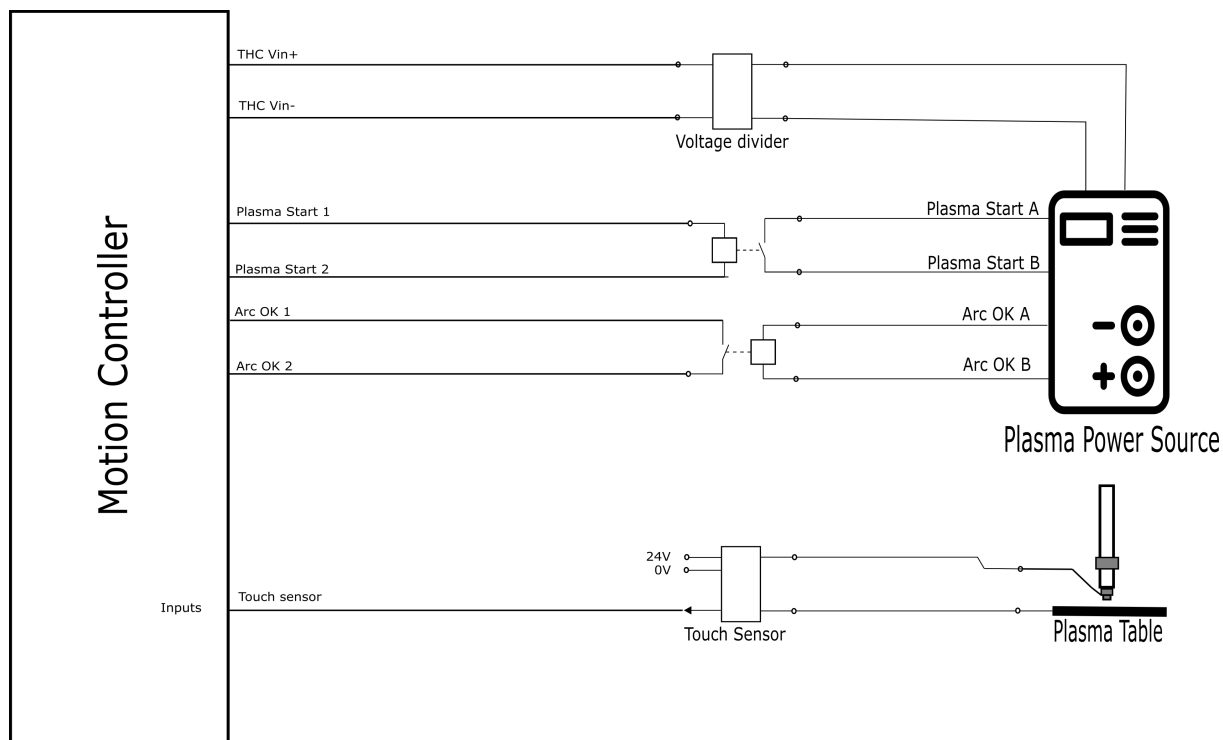 THC Vin+
THC Vin-
Voltage divider
Motion Controller
Plasma Start 1
Plasma Start A
Plasma Start 2
Plasma Start B
Arc OK 1
Arc OK A
Arc OK 2
Arc OK B
Plasma Power Source
24V
0V
Inputs
Touch sensor
Touch Sensor
Plasma Table